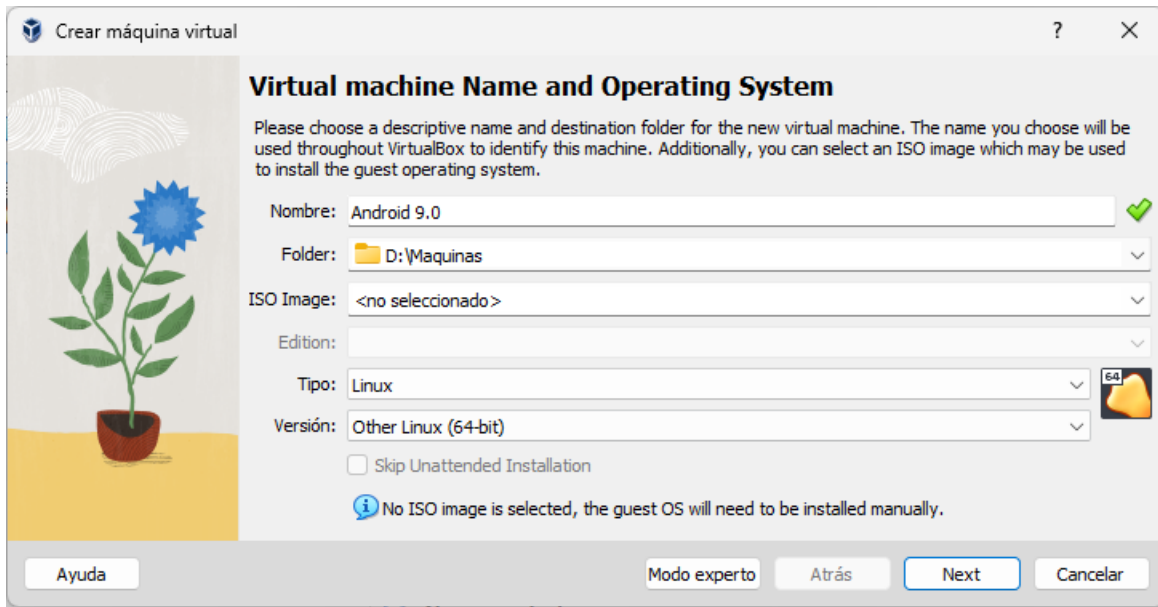 Crear máquina virtual
?
Virtual machine Name and Operating System
Please choose a descriptive name and destination folder for the new virtual machine. The name you choose will be
used throughout VirtualBox to identify this machine. Additionally, you can select an ISO image which may be used
to install the guest operating system.
Nombre: Android 9.0
Folder: D:\Maquinas
ISO Image: <no seleccionado>
Edition:
Tipo: Linux
64
Versión: Other Linux (64-bit)
Skip Unattended Installation
No ISO image is selected, the guest OS will need to be installed manually.
Ayuda Modo experto Atrás Next Cancelar